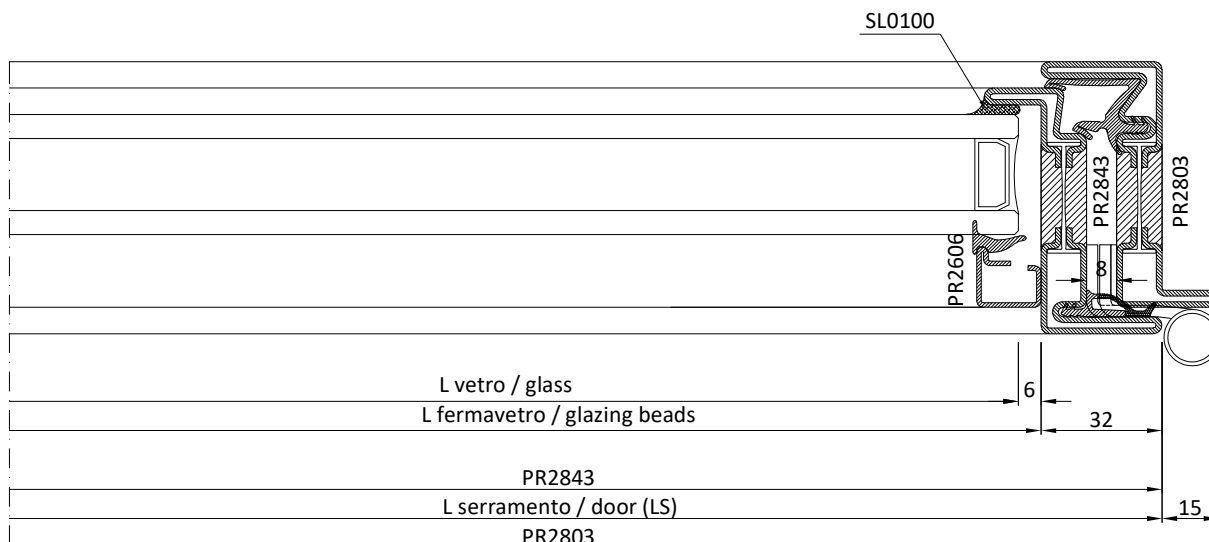 SL0100
PR2843
PR2803
PR2606
8
L vetro / glass
6
L fermavetro / glazing beads
32
PR2843
L serramento / door (LS)
15
PR2803